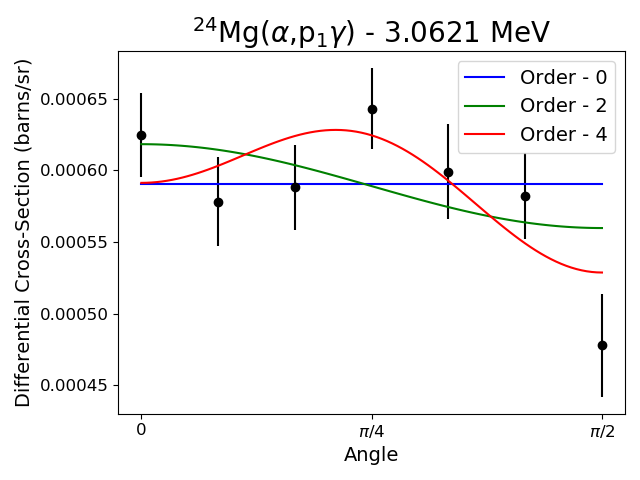 ²⁴Mg(α,p₁γ) - 3.0621 MeV
Differential Cross-Section (barns/sr)
0.00065
0.00060
0.00055
0.00050
0.00045
Order - 0
Order - 2
Order - 4
0
π/4
π/2
Angle